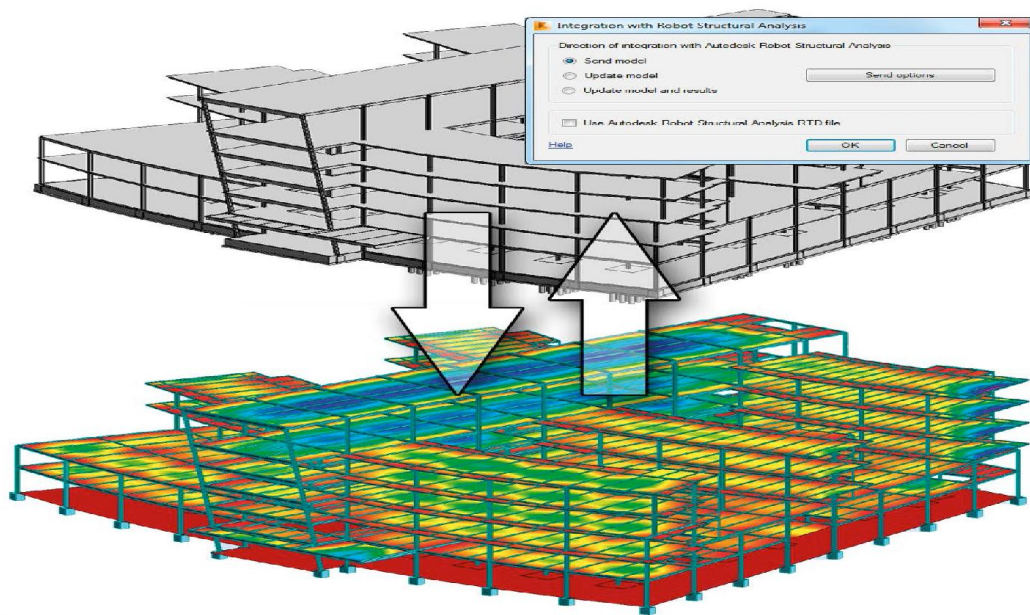 Integration with Robot Structural Analysis
Direction of integration with Autodesk Robot Structural Analysis
Send model
Update model
Send options
Update model and results
Use Autodesk Robot Structural Analysis RTD file
Help
OK
Cancel